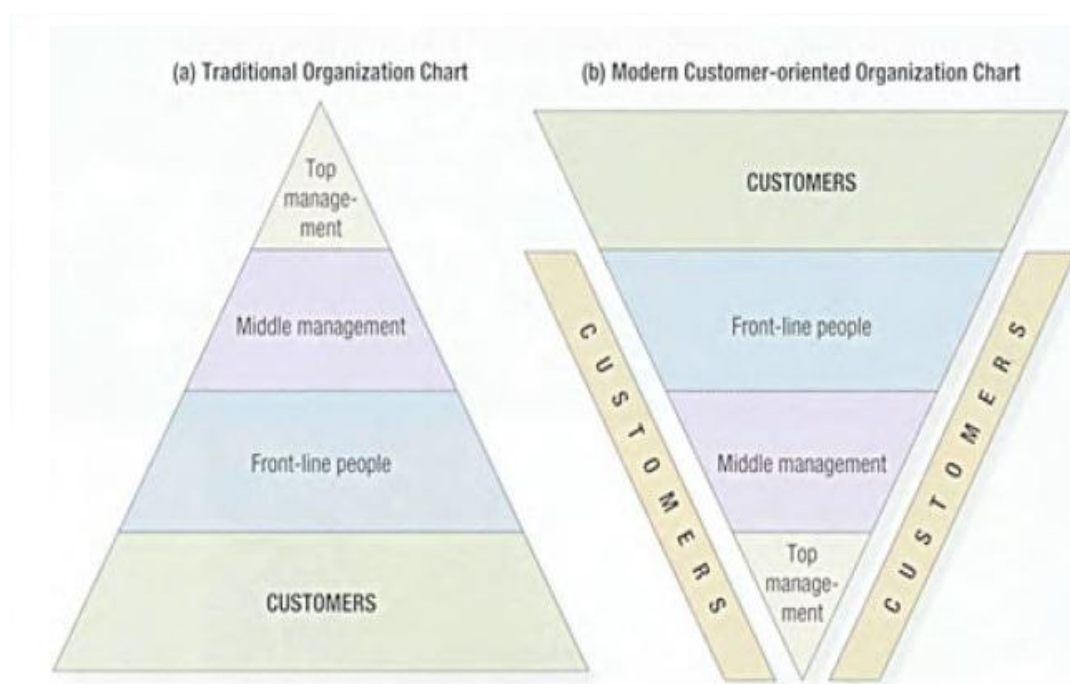 (a) Traditional Organization Chart
Top
manage-
ment
Middle management
Front-line people
CUSTOMERS
(b) Modern Customer-oriented Organization Chart
CUSTOMERS
Front-line people
Middle management
Top
manage-
ment
CUSTOMERS
CUSTOMERS